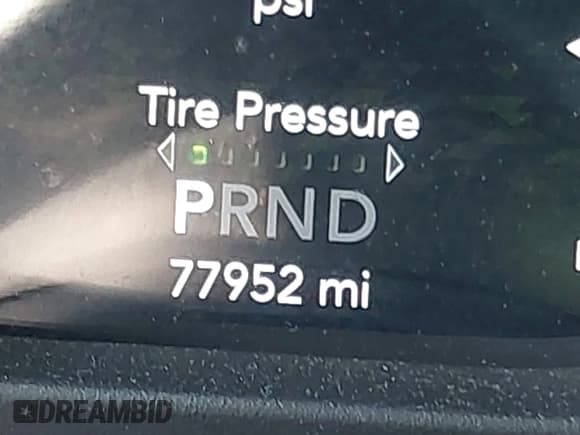 psi
Tire Pressure
PRND
77952 mi
DREAMBID